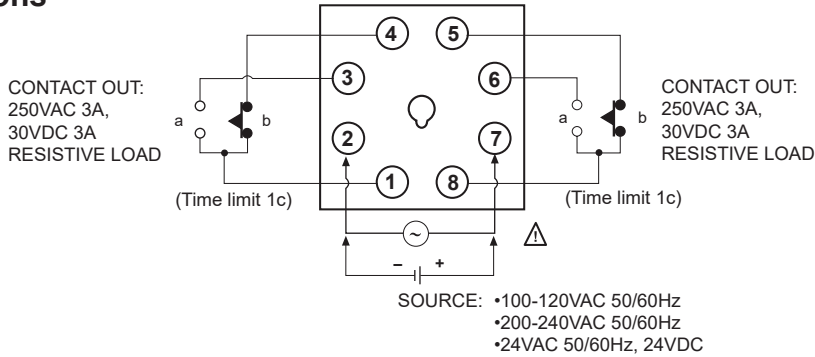 ons
4
5
3
6
2
7
1
8
CONTACT OUT:
250VAC 3A,
30VDC 3A
RESISTIVE LOAD
a
b
(Time limit 1c)
a
b
CONTACT OUT:
250VAC 3A,
30VDC 3A
RESISTIVE LOAD
(Time limit 1c)
~
!
– +
SOURCE: •100-120VAC 50/60Hz
•200-240VAC 50/60Hz
•24VAC 50/60Hz, 24VDC